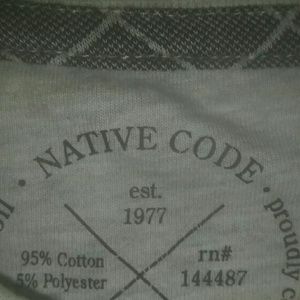 · NATIVE CODE · proudly
est.
1977
95% Cotton
5% Polyester
rn#
144487